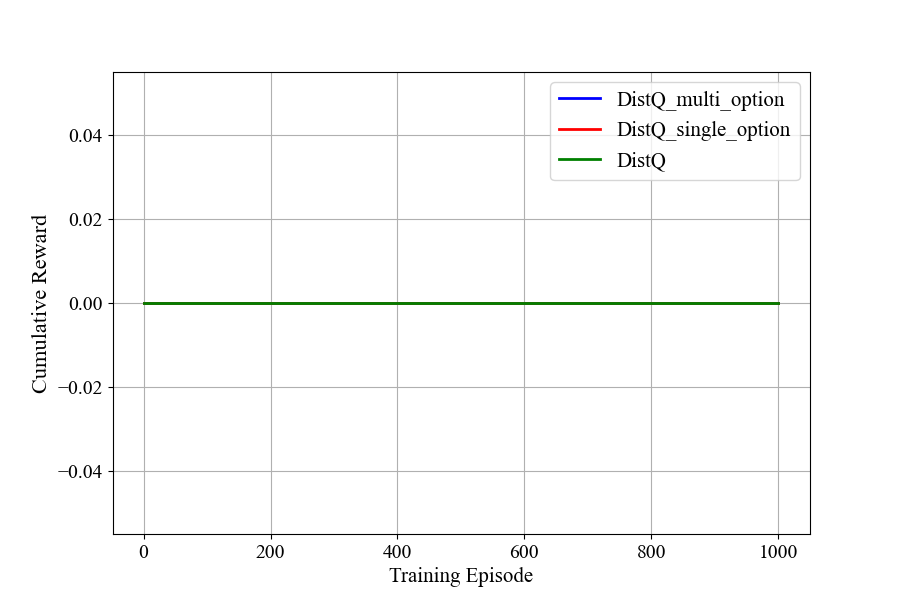 DistQ_multi_option
DistQ_single_option
DistQ
0.04
0.02
0.00
−0.02
−0.04
Cumulative Reward
0 200 400 600 800 1000
Training Episode